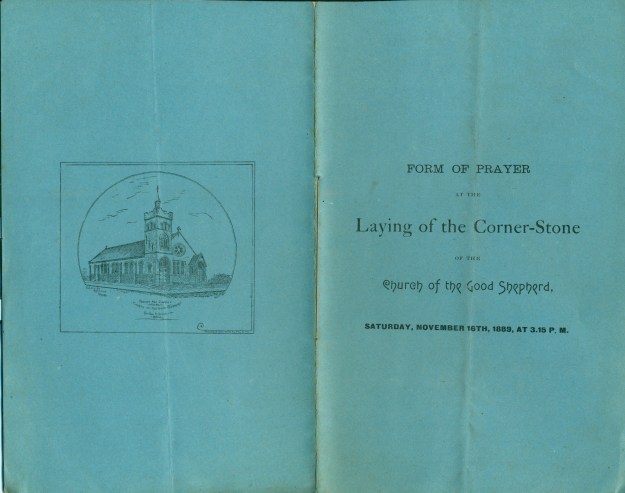 FORM OF PRAYER
AT THE
Laying of the Corner-Stone
OF THE
Church of the Good Shepherd,
SATURDAY, NOVEMBER 16TH, 1889, AT 3.15 P. M.